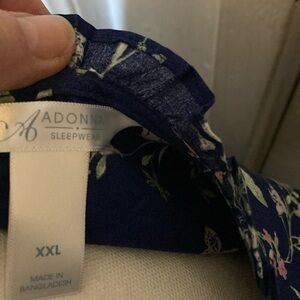 A
ADONNA
SLEEPWEAR
XXL
MADE IN
BANGLADESH